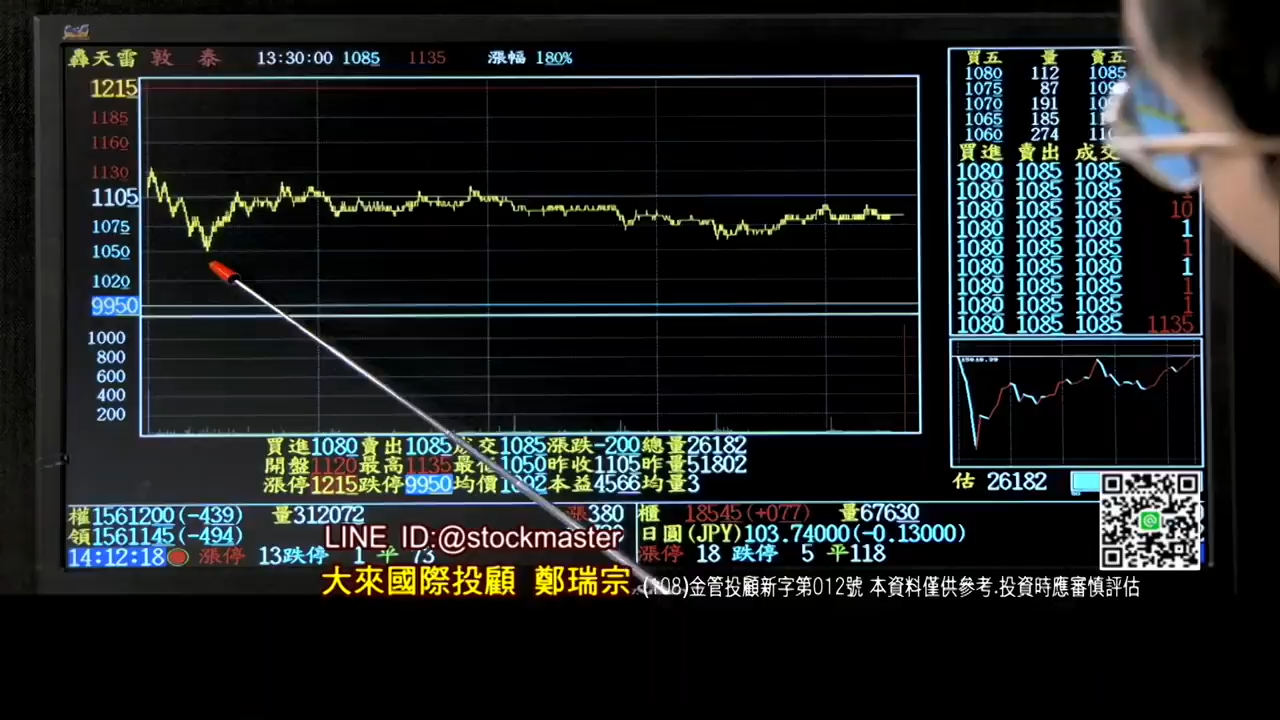 轟天雷 敦 泰 13:30:00 1085 1135 漲幅 180%
1215
1185
1160
1130
1105
1075
1050
1020
9950
1000
800
600
400
200
買五 量 賣五
1080 112 1085
1075 87
1070 191
1065 185
1060 274
買進 賣出
1080 1085 1085
1080 1085 1085
1080 1085 1085 10
1080 1085 1085 1
1080 1085 1085 1
1080 1085 1085 1
1080 1085 1085 1
1080 1085 1085 1
1080 1085 1085 1135
買進1080 賣出1085 成交1085漲跌-200總量26182
開盤1120最高1135最低1050昨收1105昨量51802
漲停1215跌停9950均價 本益4566均量3
估 26182
權1561200(-439) 量312072 漲380 櫃 18545(+077) 量67630
領1561145(-494) 日圓(JPY)103.74000(-0.13000)
14:12:18 漲停 13跌停 1平 73 漲停 18 跌停 5平118
LINE ID:@stockmaster
大來國際投顧 鄭瑞宗 (108)金管投顧新字第012號 本資料僅供參考.投資時應審慎評估